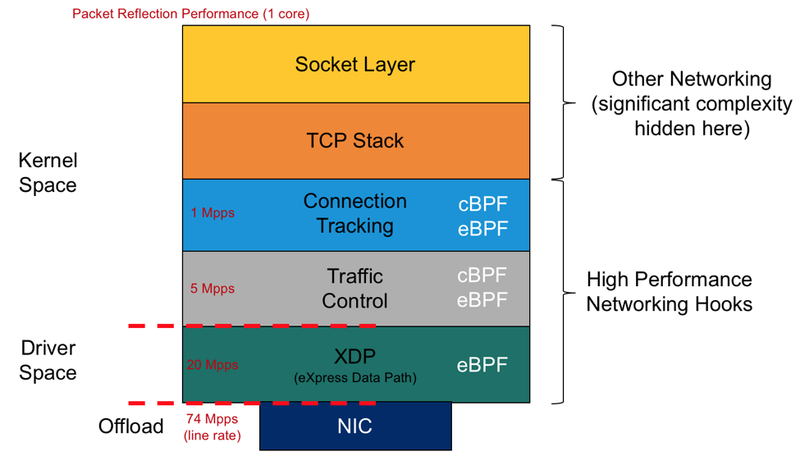 Packet Reflection Performance (1 core)
Socket Layer
TCP Stack
Other Networking
(significant complexity
hidden here)
Kernel
Space
1 Mpps
Connection
Tracking
cBPF
eBPF
5 Mpps
Traffic
Control
cBPF
eBPF
High Performance
Networking Hooks
Driver
Space
20 Mpps
XDP
(eXpress Data Path)
eBPF
Offload
74 Mpps
(line rate)
NIC